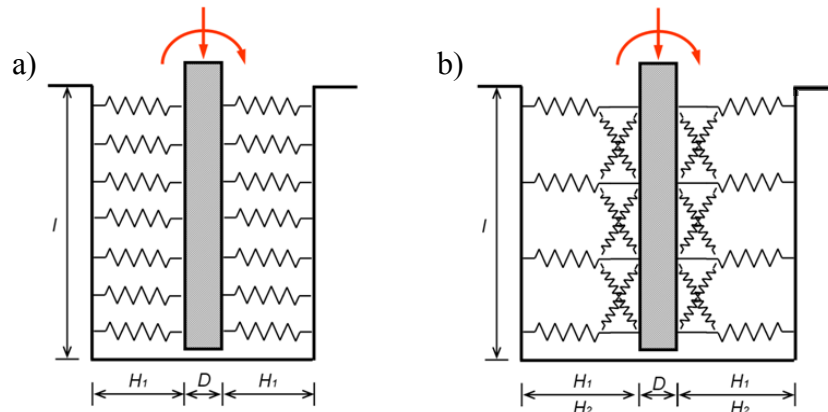 a)
b)
l
l
H₁ D H₁
H₁ D H₁
H₂ H₂